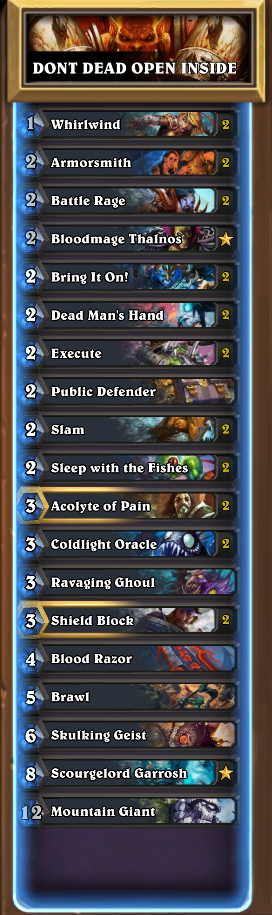 DONT DEAD OPEN INSIDE
1 Whirlwind 2
2 Armorsmith 2
2 Battle Rage 2
2 Bloodmage Thalnos
2 Bring It On! 2
2 Dead Man's Hand 2
2 Execute 2
2 Public Defender
2 Slam 2
2 Sleep with the Fishes 2
3 Acolyte of Pain 2
3 Coldlight Oracle 2
3 Ravaging Ghoul
3 Shield Block 2
4 Blood Razor
5 Brawl
6 Skulking Geist
8 Scourgelord Garrosh
12 Mountain Giant